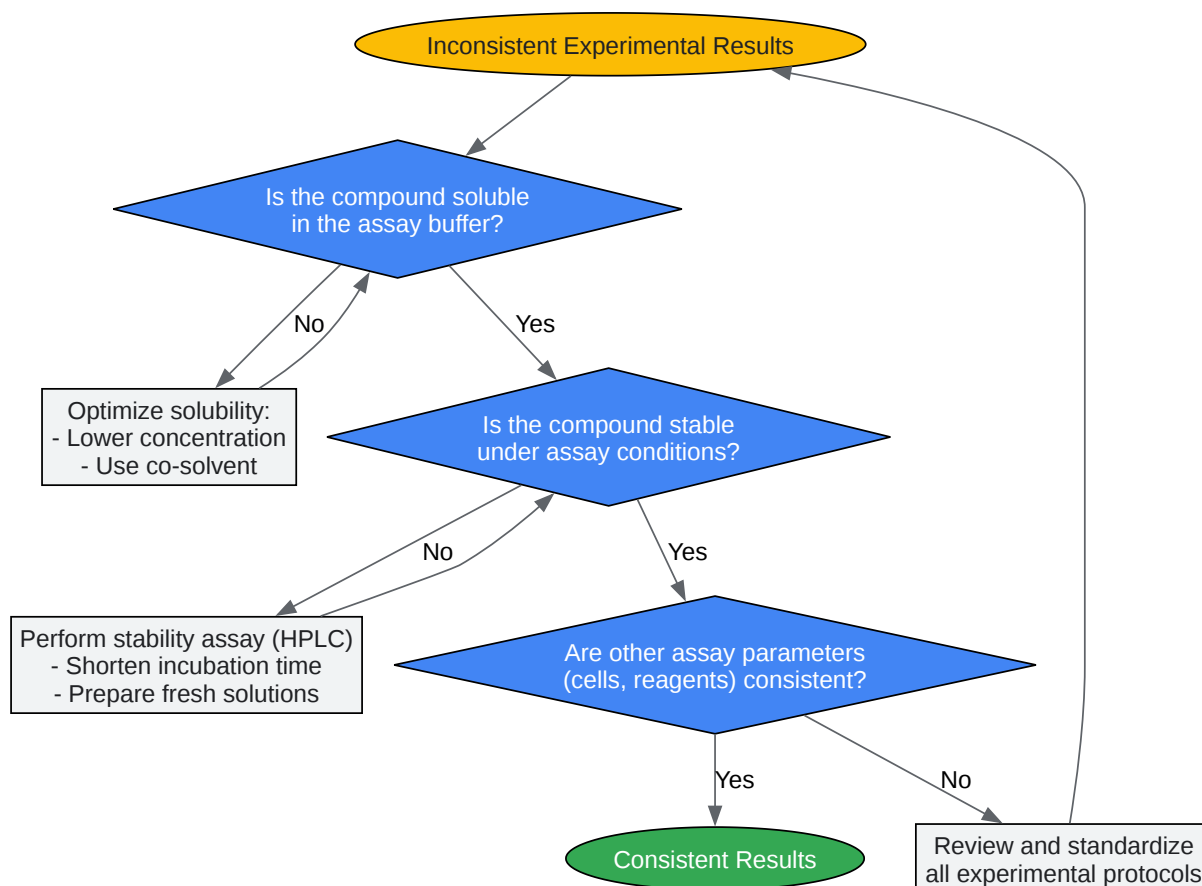 Inconsistent Experimental Results
Is the compound soluble
in the assay buffer?
No
Yes
Optimize solubility:
- Lower concentration
- Use co-solvent
Is the compound stable
under assay conditions?
No
Yes
Perform stability assay (HPLC)
- Shorten incubation time
- Prepare fresh solutions
Are other assay parameters
(cells, reagents) consistent?
Yes
No
Consistent Results
Review and standardize
all experimental protocols